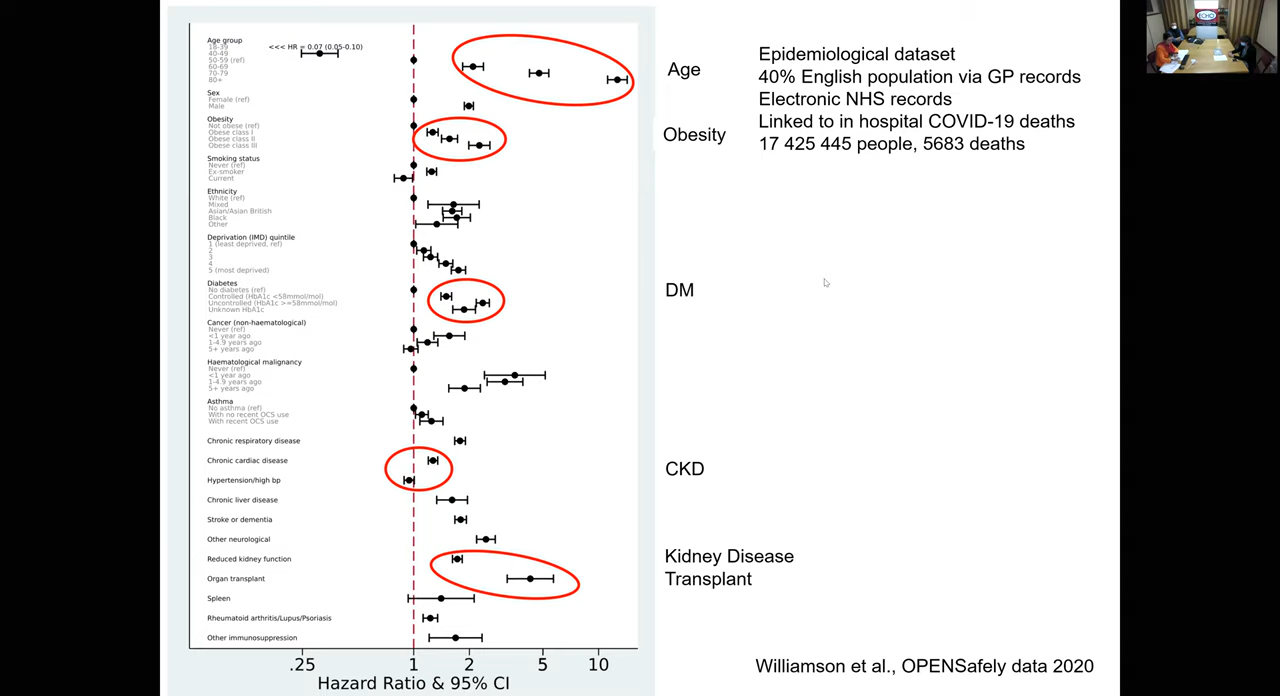 Age group
18-39
<<< HR = 0.07 (0.05-0.10)
40-49
50-59 (ref)
60-69
70-79
80+
Sex
Female (ref)
Male
Obesity
Not obese (ref)
Obese class I
Obese class II
Obese class III
Smoking status
Never (ref)
Ex-smoker
Current
Ethnicity
White (ref)
Mixed
Asian/Asian British
Black
Other
Deprivation (IMD) quintile
1 (least deprived, ref)
2
3
4
5 (most deprived)
Diabetes
No diabetes (ref)
Controlled (HbA1c <58mmol/mol)
Uncontrolled (HbA1c >=58mmol/mol)
Unknown HbA1c
Cancer (non-haematological)
Never (ref)
<1 year ago
1-4.9 years ago
5+ years ago
Haematological malignancy
Never (ref)
<1 year ago
1-4.9 years ago
5+ years ago
Asthma
No asthma (ref)
With no recent OCS use
With recent OCS use
Chronic respiratory disease
Chronic cardiac disease
Hypertension/high bp
Chronic liver disease
Stroke or dementia
Other neurological
Reduced kidney function
Organ transplant
Spleen
Rheumatoid arthritis/Lupus/Psoriasis
Other immunosuppression
.25 1 2 5 10
Hazard Ratio & 95% CI
Age
Obesity
DM
CKD
Kidney Disease
Transplant
Epidemiological dataset
40% English population via GP records
Electronic NHS records
Linked to in hospital COVID-19 deaths
17 425 445 people, 5683 deaths
Williamson et al., OPENSafely data 2020
ECHO